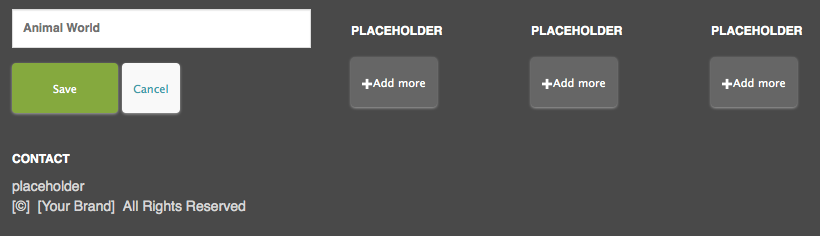 Animal World
PLACEHOLDER PLACEHOLDER PLACEHOLDER
Save Cancel
+Add more +Add more +Add more
CONTACT
placeholder
[©] [Your Brand] All Rights Reserved